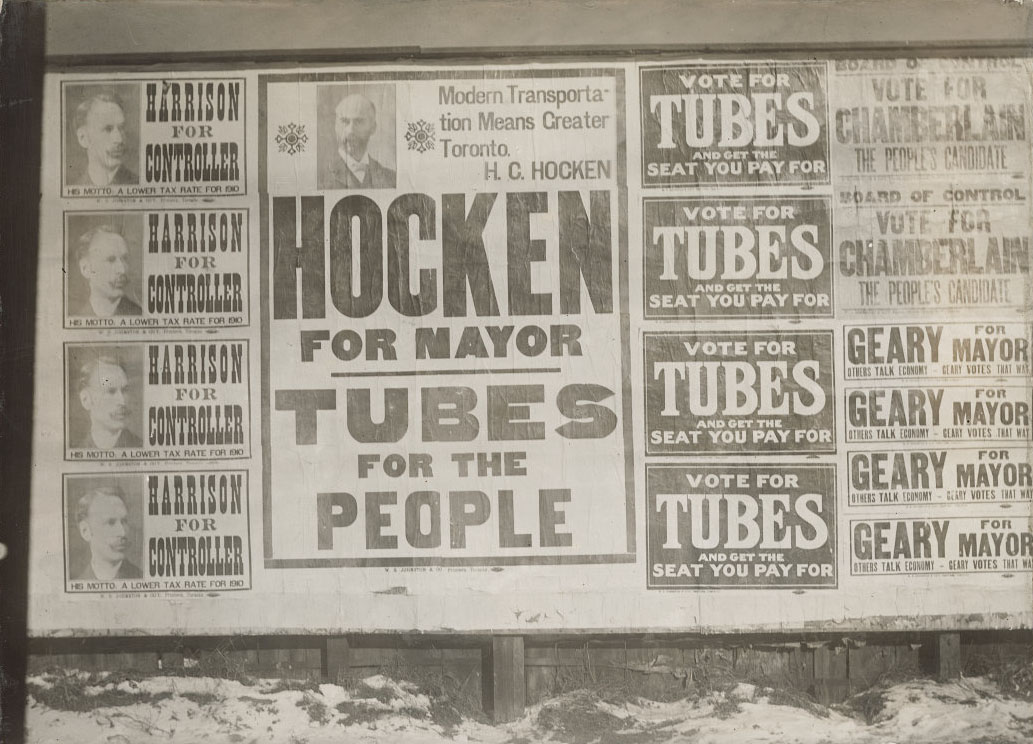 HARRISON
FOR
CONTROLLER
HIS MOTTO: A LOWER TAX RATE FOR 1910
HARRISON
FOR
CONTROLLER
HIS MOTTO: A LOWER TAX RATE FOR 1910
HARRISON
FOR
CONTROLLER
HIS MOTTO: A LOWER TAX RATE FOR 1910
HARRISON
FOR
CONTROLLER
HIS MOTTO: A LOWER TAX RATE FOR 1910
Modern Transporta-
tion Means Greater
Toronto.
H. C. HOCKEN
HOCKEN
FOR MAYOR
TUBES
FOR THE
PEOPLE
VOTE FOR
TUBES
AND GET THE
SEAT YOU PAY FOR
VOTE FOR
TUBES
AND GET THE
SEAT YOU PAY FOR
VOTE FOR
TUBES
AND GET THE
SEAT YOU PAY FOR
VOTE FOR
TUBES
AND GET THE
SEAT YOU PAY FOR
BOARD OF CONTROL
VOTE FOR
CHAMBERLAIN
THE PEOPLE'S CANDIDATE
BOARD OF CONTROL
VOTE FOR
CHAMBERLAIN
THE PEOPLE'S CANDIDATE
GEARY FOR MAYOR
OTHERS TALK ECONOMY - GEARY VOTES THAT WAY
GEARY FOR MAYOR
OTHERS TALK ECONOMY - GEARY VOTES THAT WAY
GEARY FOR MAYOR
OTHERS TALK ECONOMY - GEARY VOTES THAT WAY
GEARY FOR MAYOR
OTHERS TALK ECONOMY - GEARY VOTES THAT WAY